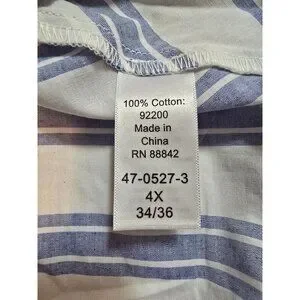 100% Cotton:
92200
Made in
China
RN 88842
47-0527-3
4X
34/36